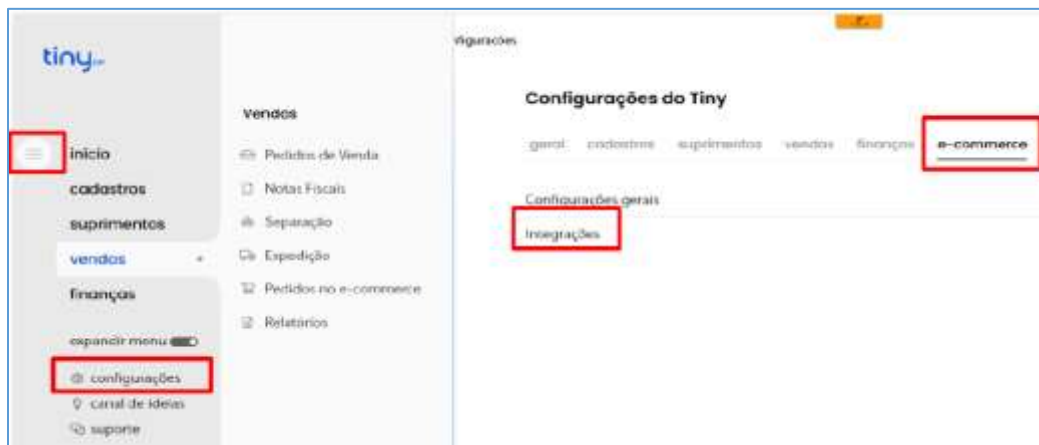 tiny
início
cadastros
suprimentos
vendas
finanças
expandir menu
configurações
canal de ideias
suporte
Vendas
Pedidos de Venda
Notas Fiscais
Separação
Expedição
Pedidos no e-commerce
Relatórios
Configurações do Tiny
geral cadastros suprimentos vendas finanças e-commerce
Configurações gerais
Integrações